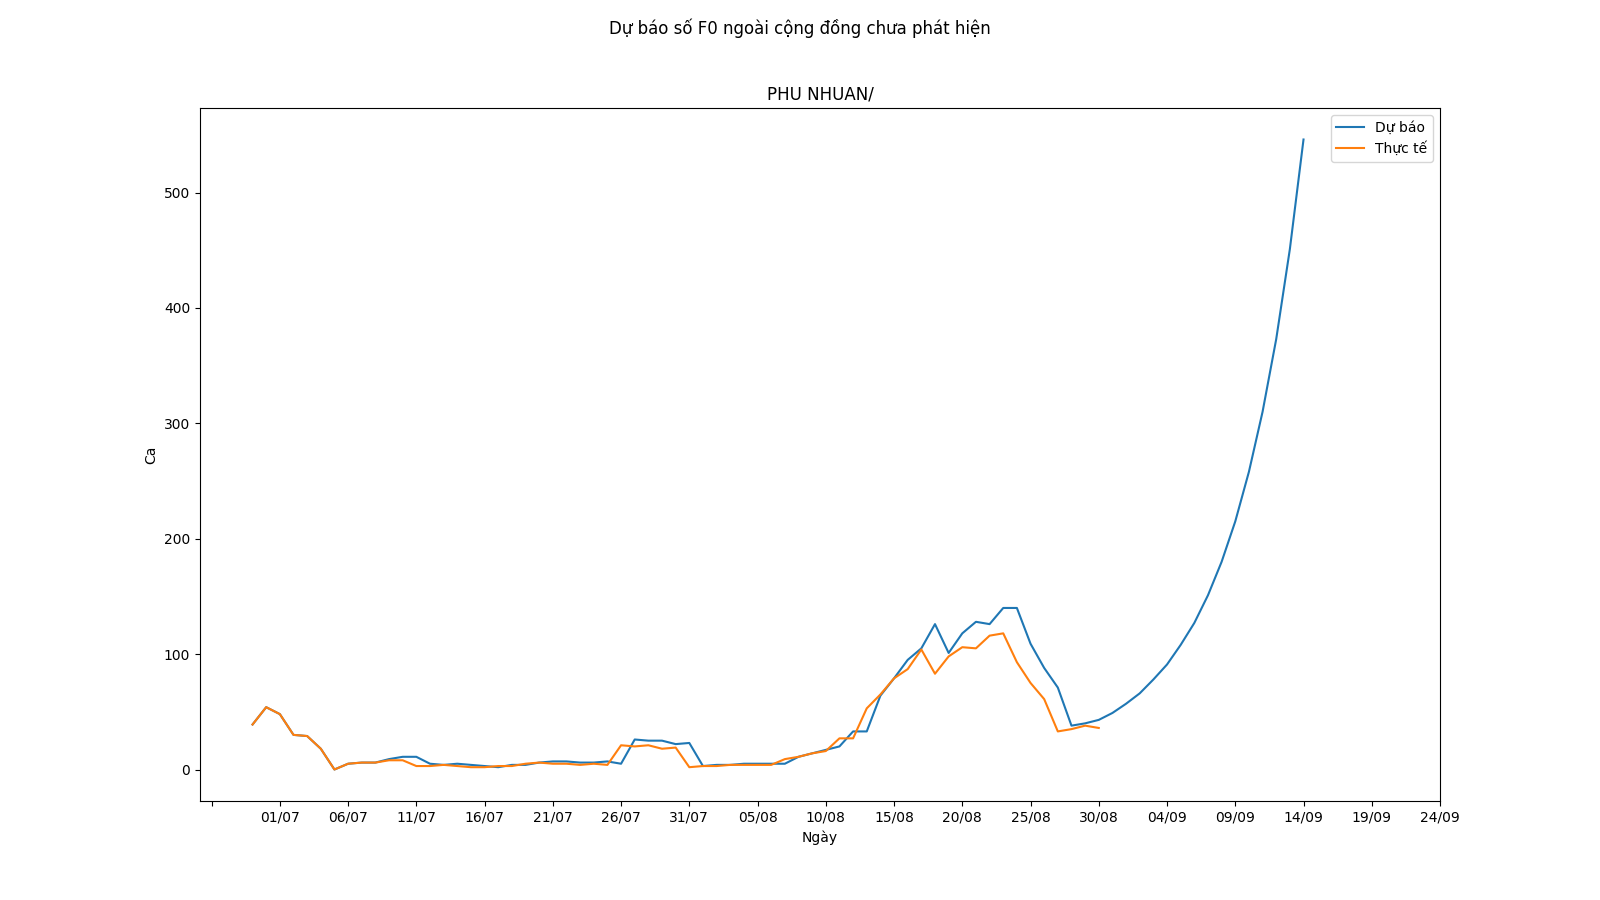 Dự báo số F0 ngoài cộng đồng chưa phát hiện
PHU NHUAN/
Dự báo
Thực tế
500
400
300
200
100
0
Ca
01/07 06/07 11/07 16/07 21/07 26/07 31/07 05/08 10/08 15/08 20/08 25/08 30/08 04/09 09/09 14/09 19/09 24/09
Ngày